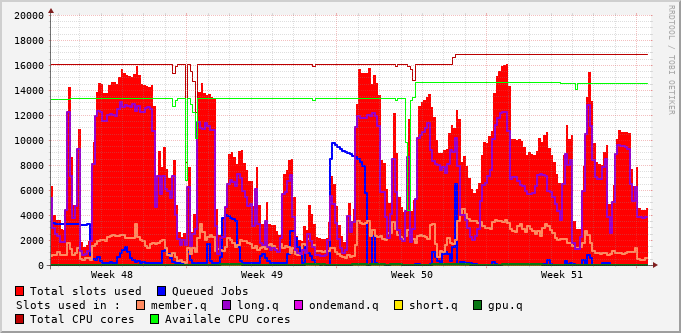 20000
18000
16000
14000
12000
10000
8000
6000
4000
2000
0
Week 48 Week 49 Week 50 Week 51
Total slots used Queued Jobs
Slots used in : member.q long.q ondemand.q short.q gpu.q
Total CPU cores Availale CPU cores
RRDTOOL / TOBI OETIKER